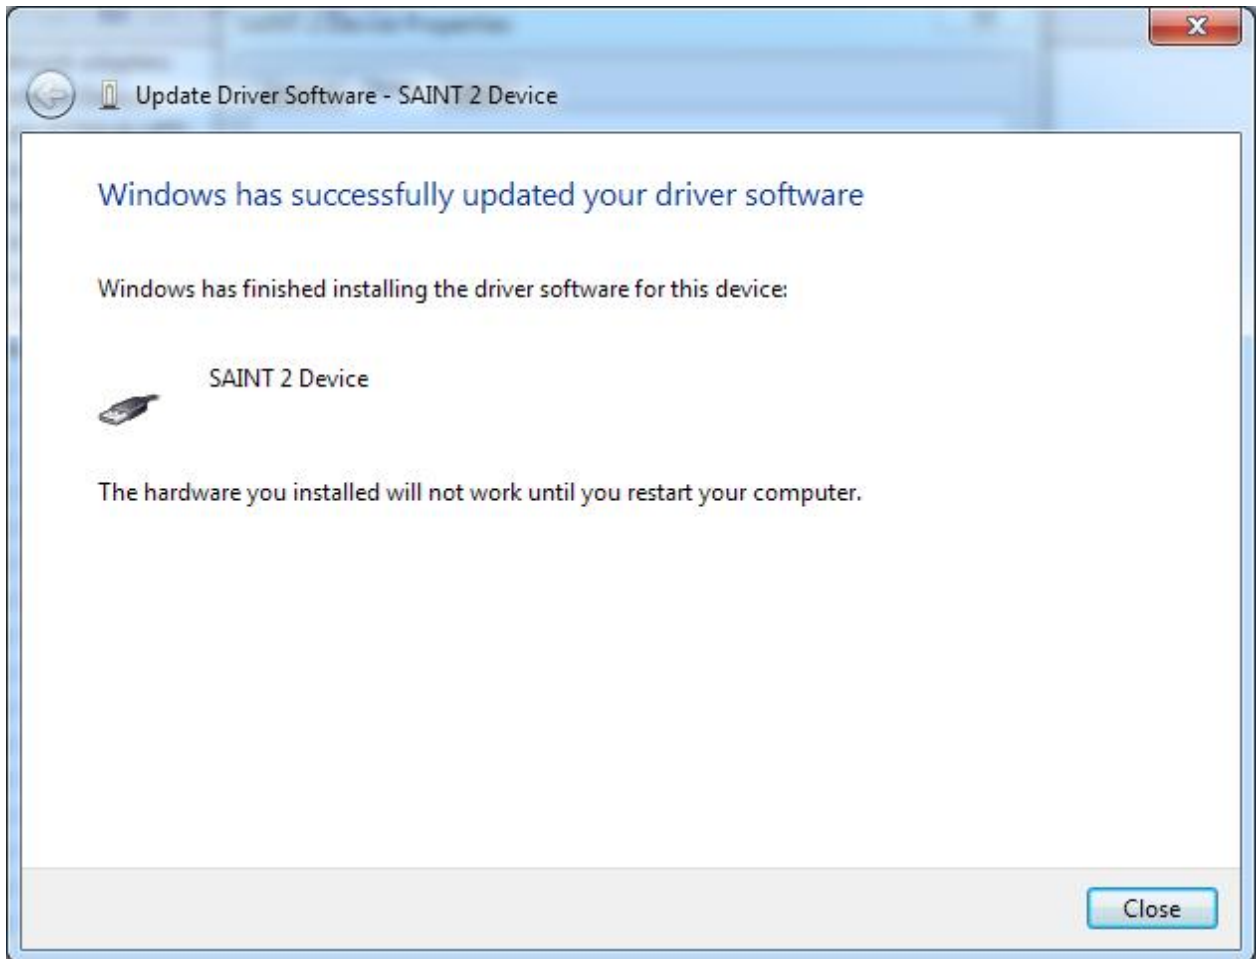 Update Driver Software - SAINT 2 Device
Windows has successfully updated your driver software
Windows has finished installing the driver software for this device:
SAINT 2 Device
The hardware you installed will not work until you restart your computer.
Close